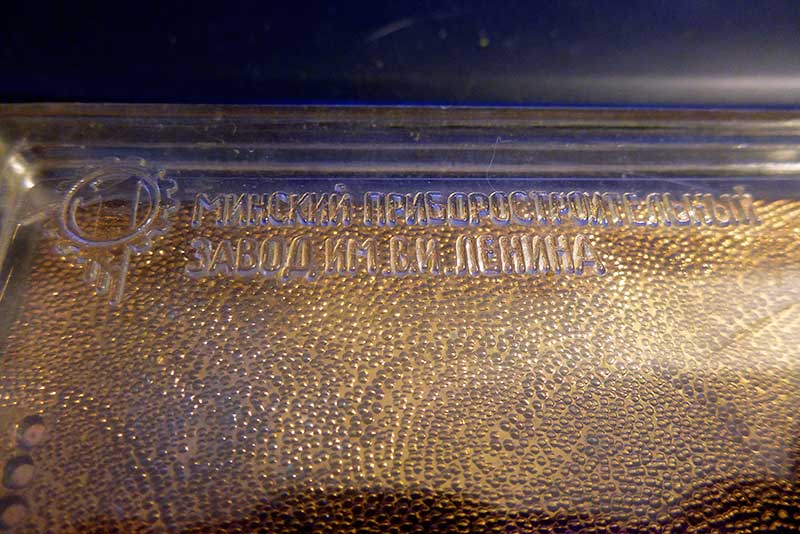 МИНСКИЙ ПРИБОРОСТРОИТЕЛЬНЫЙ
ЗАВОД ИМ. В.И. ЛЕНИНА